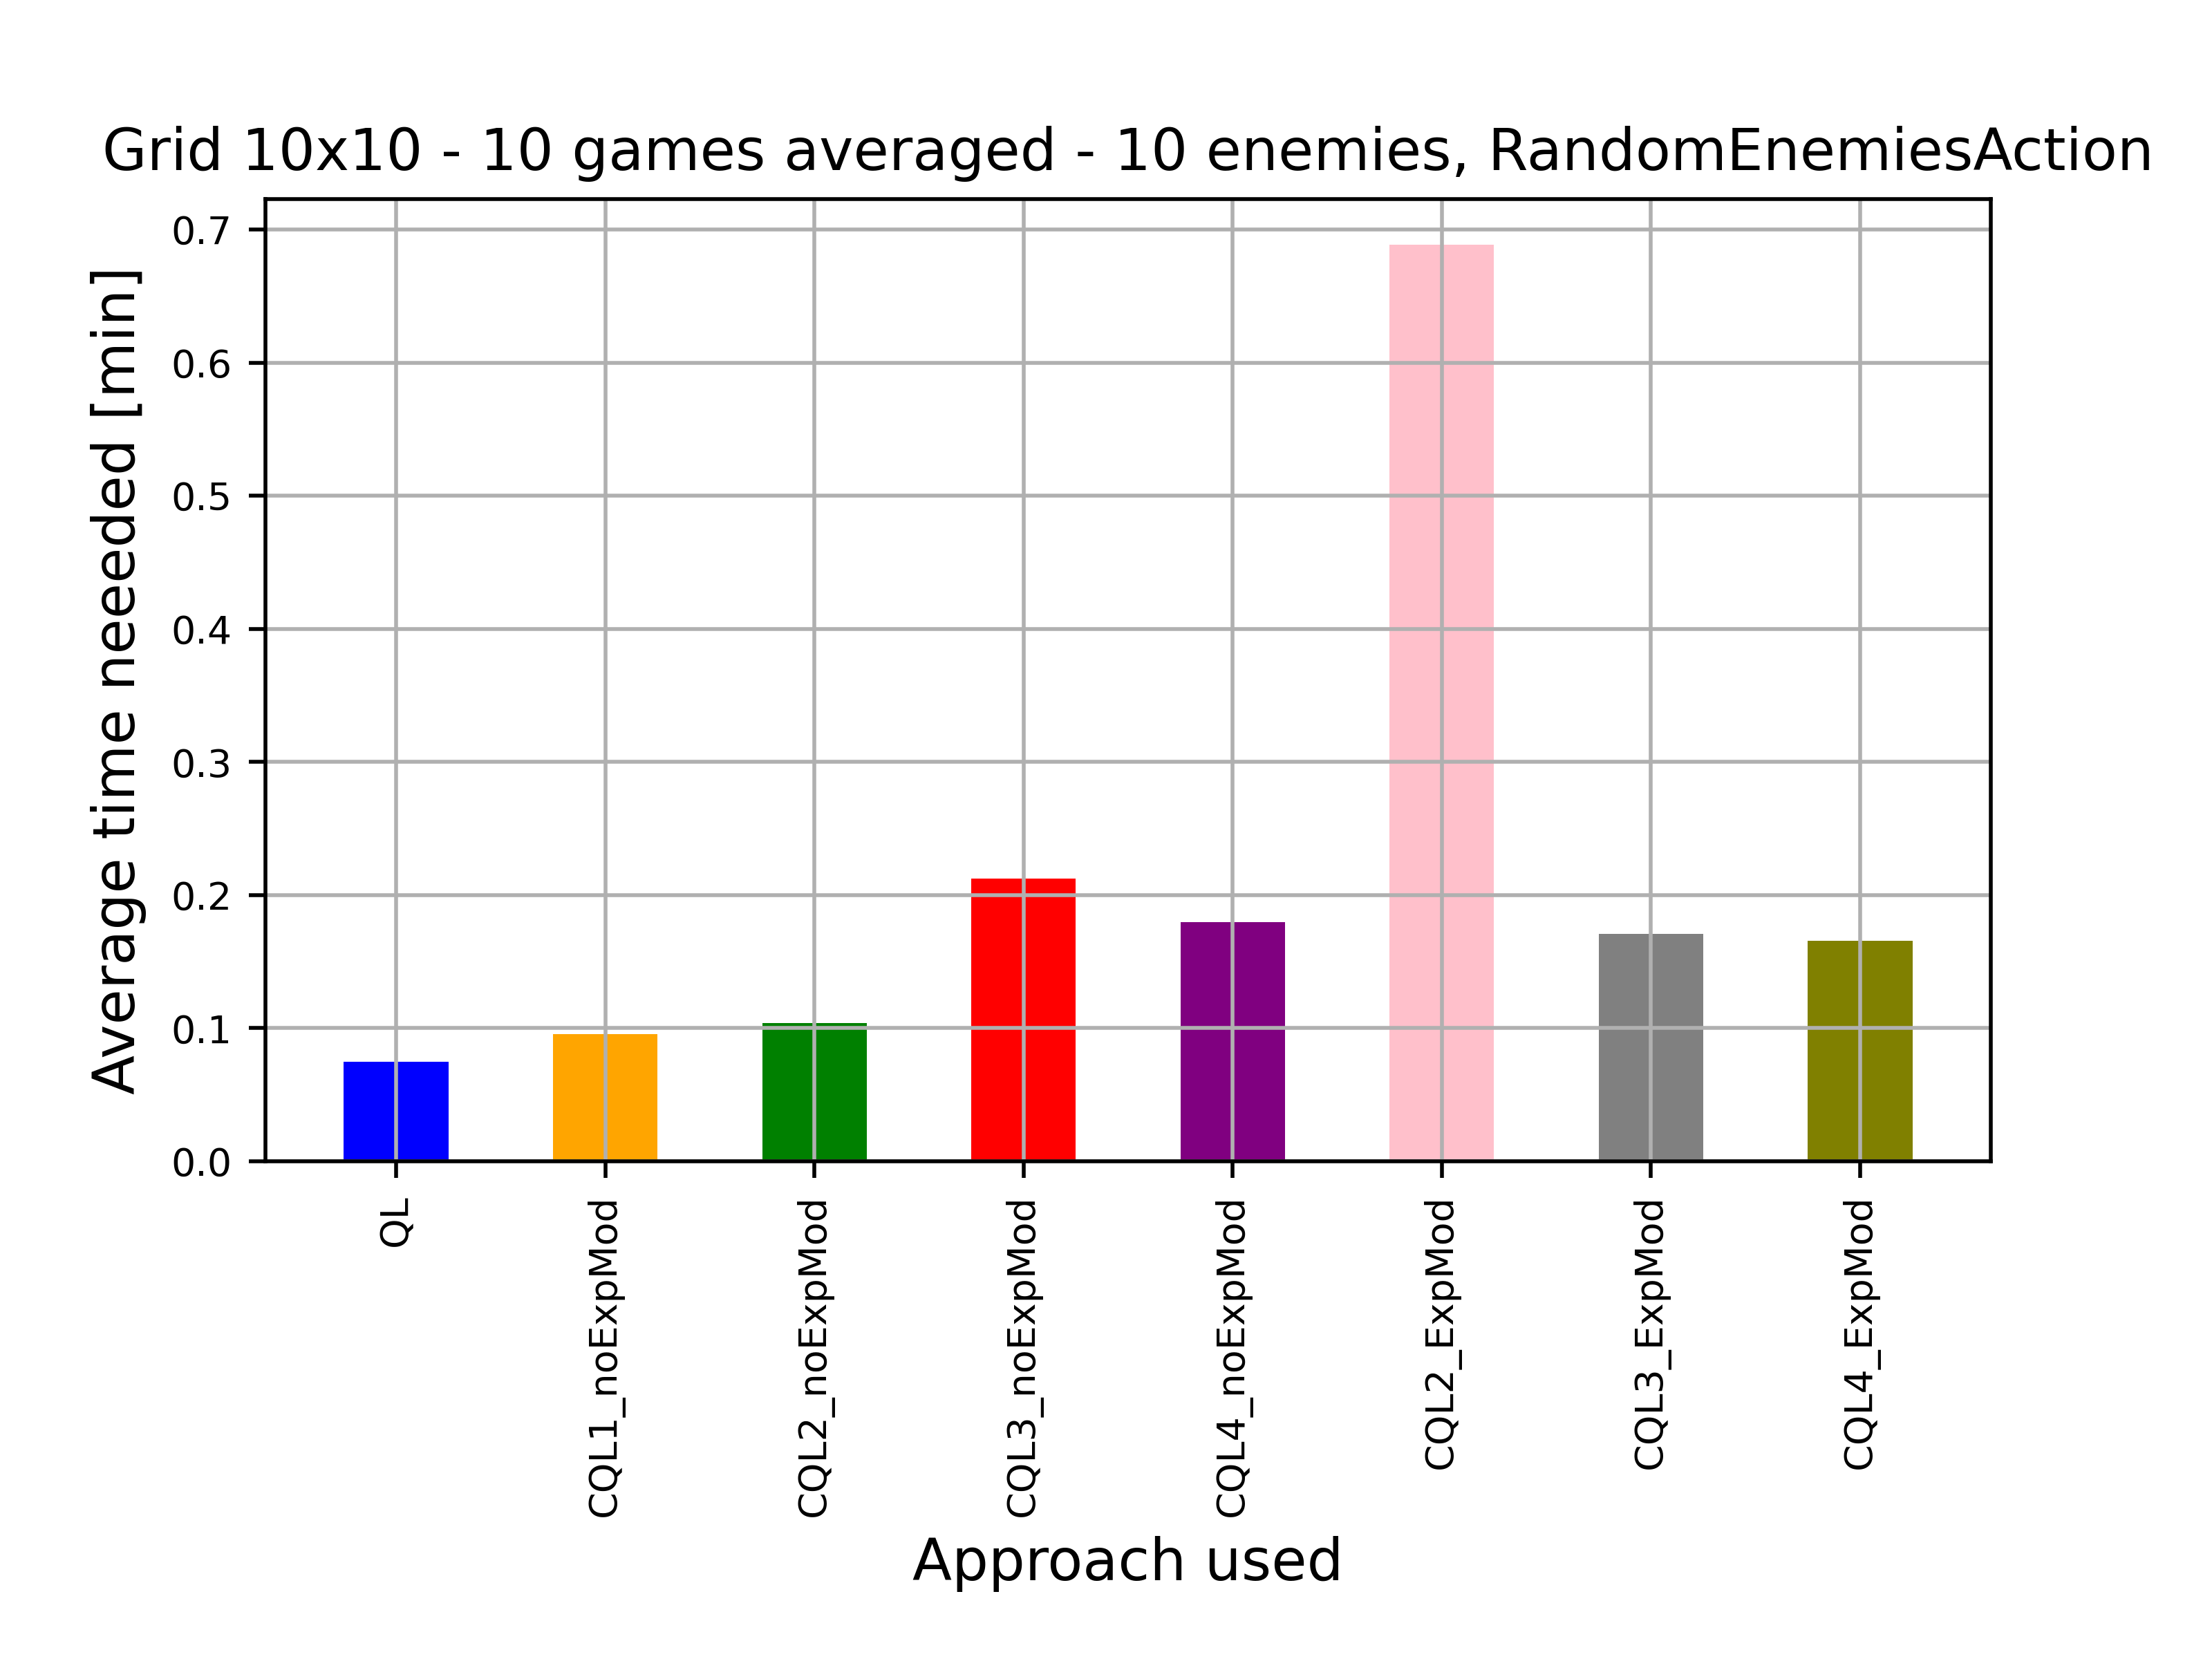 Grid 10x10 - 10 games averaged - 10 enemies, RandomEnemiesAction
Average time needed [min]
0.7
0.6
0.5
0.4
0.3
0.2
0.1
0.0
QL
CQL1_noExpMod
CQL2_noExpMod
CQL3_noExpMod
CQL4_noExpMod
CQL2_ExpMod
CQL3_ExpMod
CQL4_ExpMod
Approach used